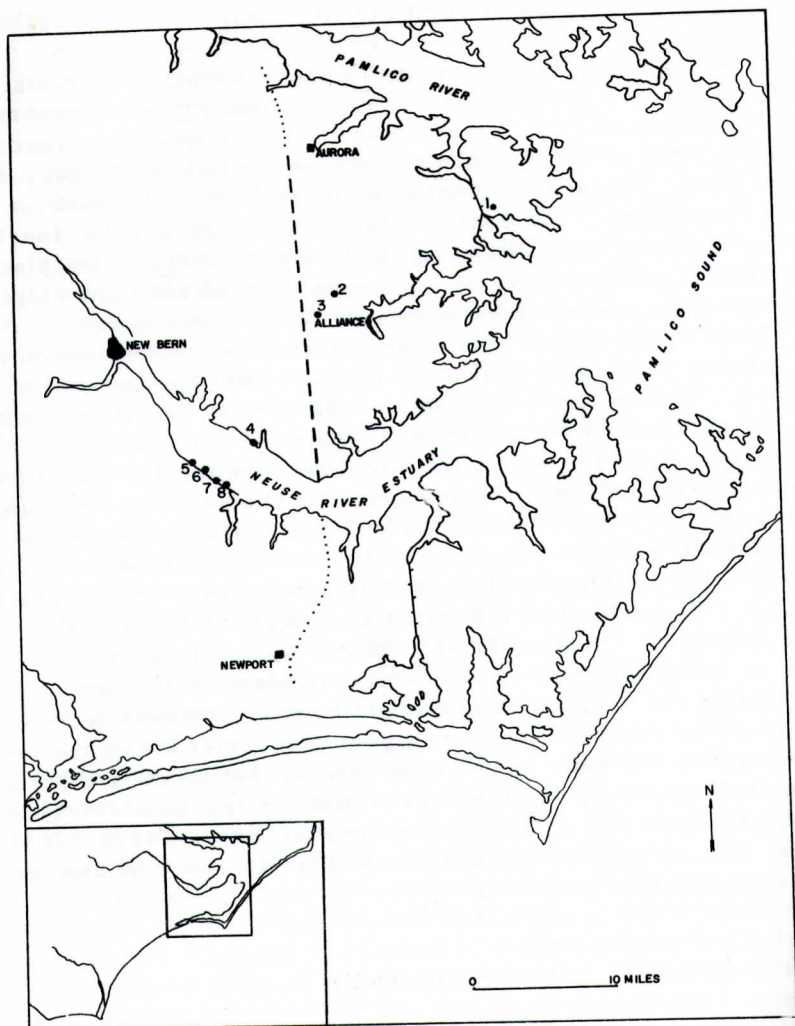 PAMLICO RIVER
AURORA
1
PAMLICO SOUND
2
3
ALLIANCE
NEW BERN
4
5
6
7
8
NEUSE RIVER ESTUARY
NEWPORT
N
0 10 MILES